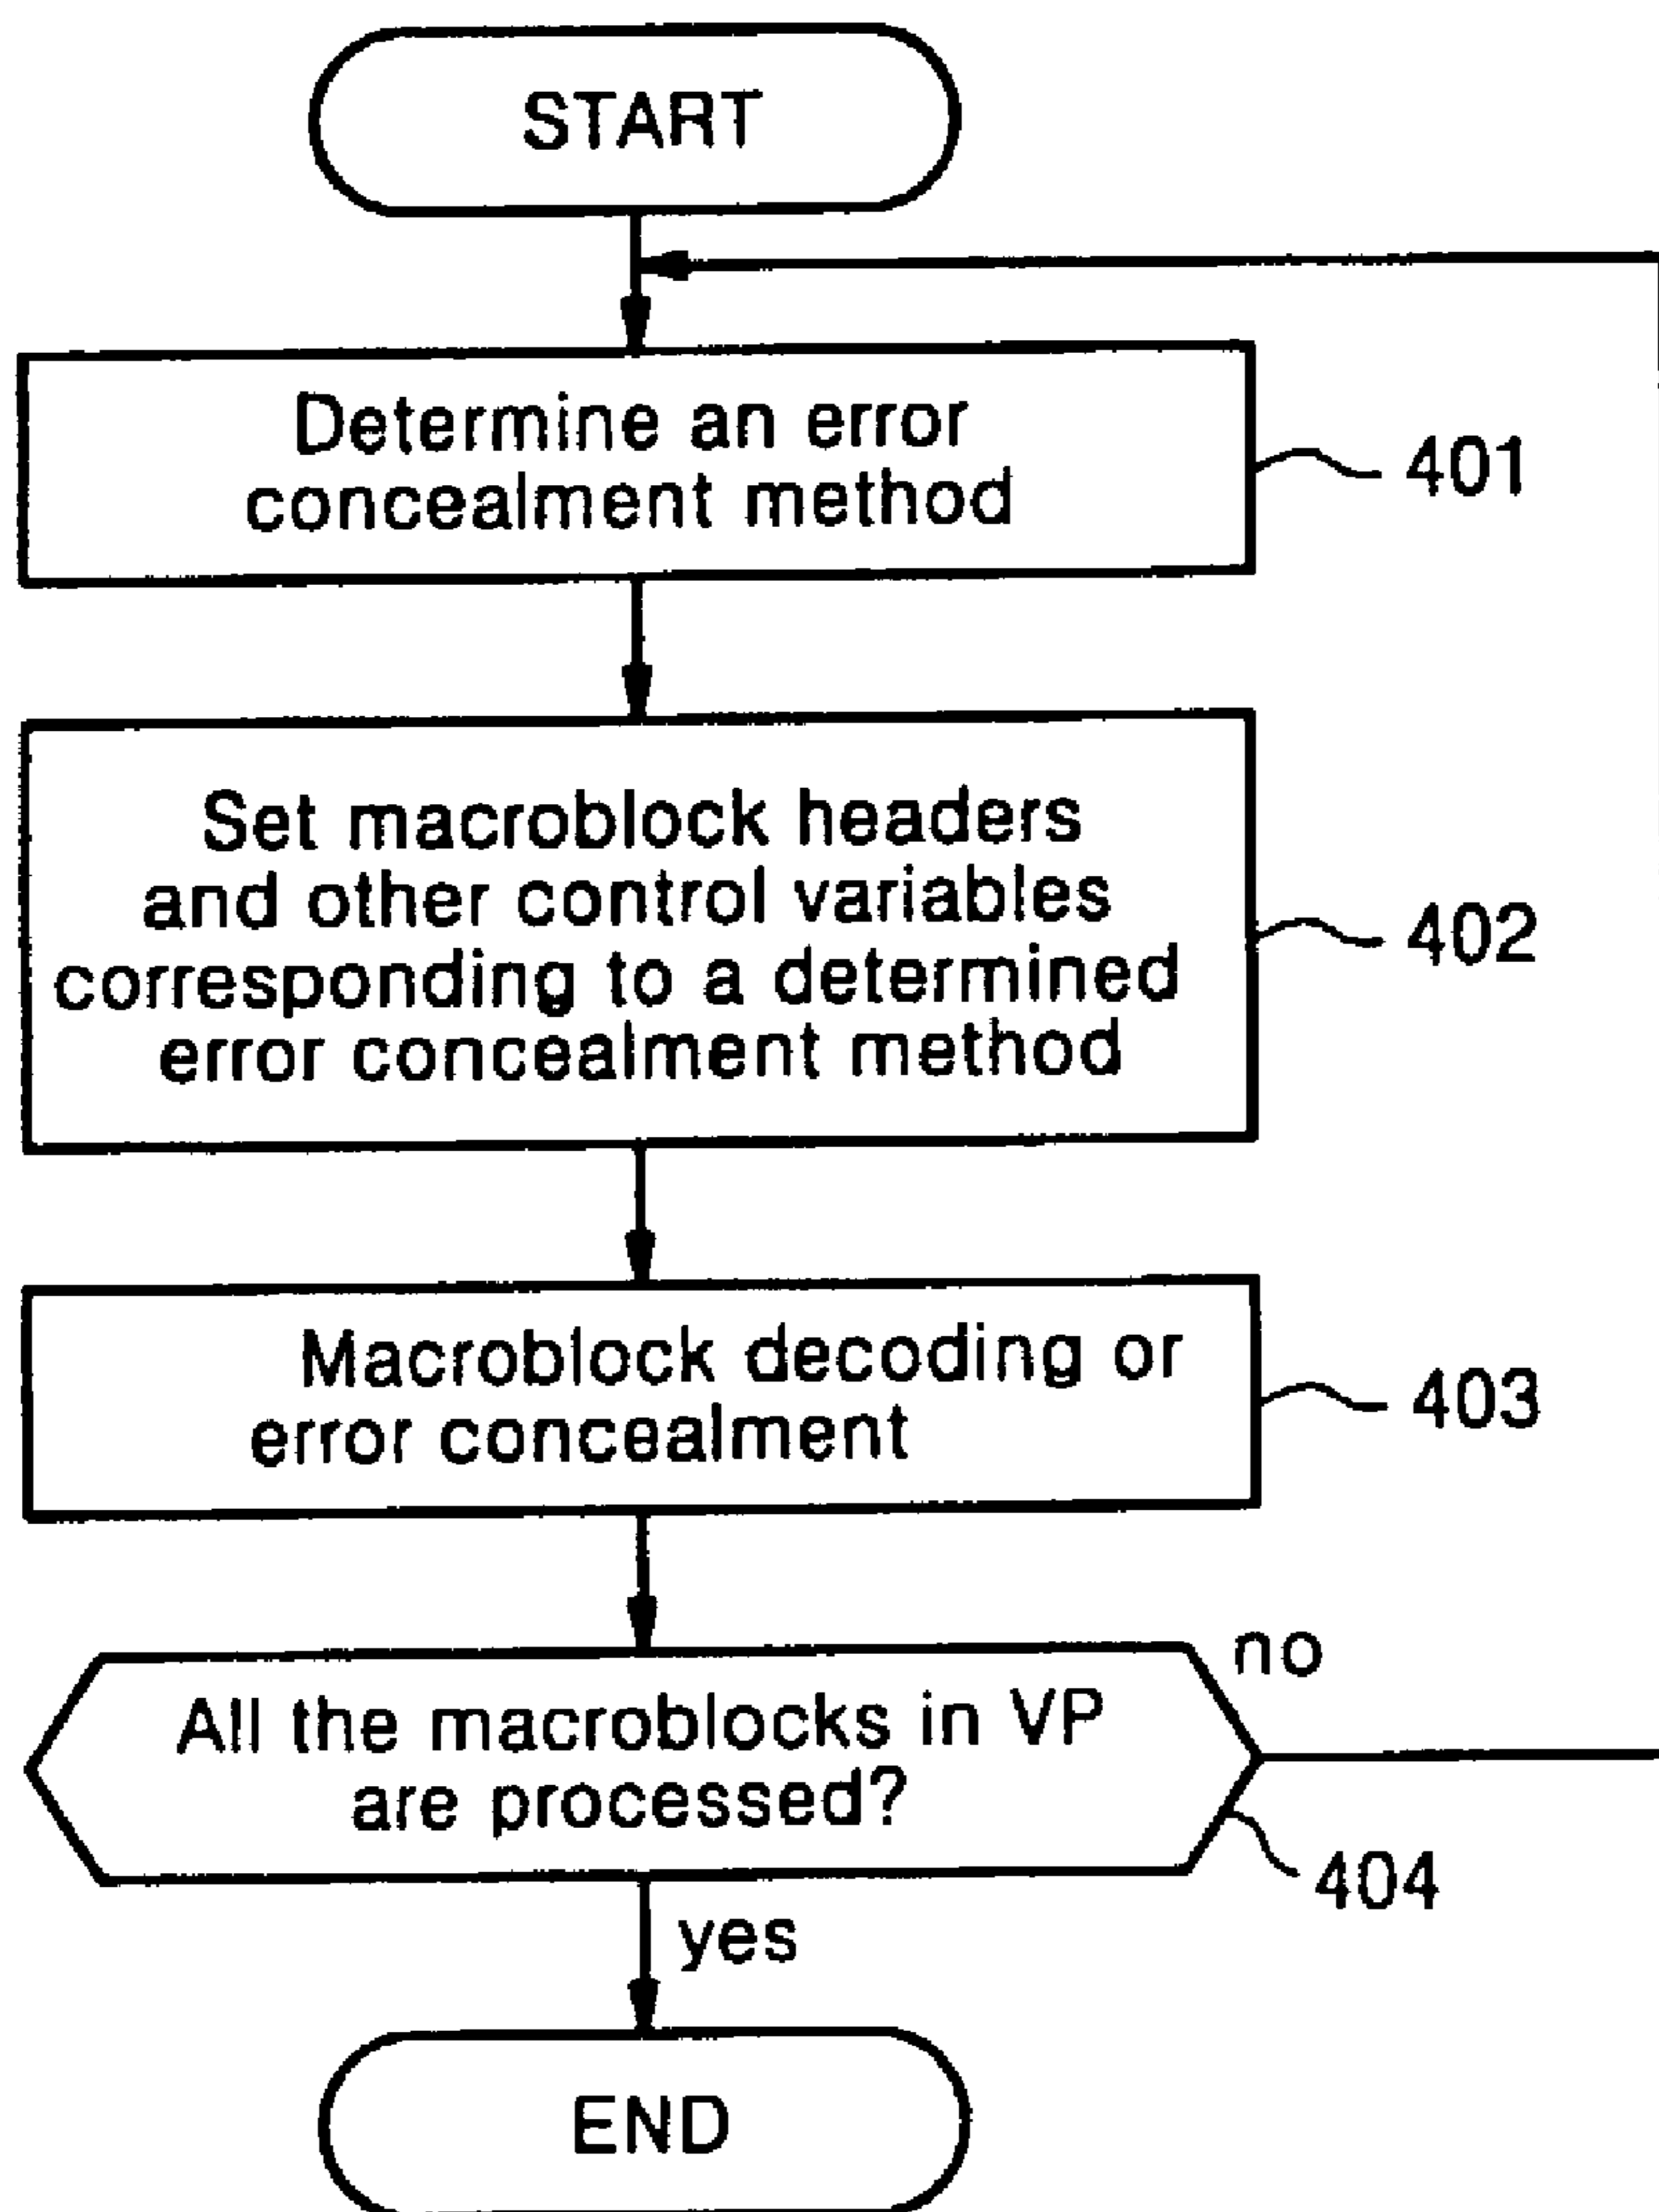 START
Determine an error
concealment method
401
Set macroblock headers
and other control variables
corresponding to a determined
error concealment method
402
Macroblock decoding or
error concealment
403
no
All the macroblocks in VP
are processed?
404
yes
END